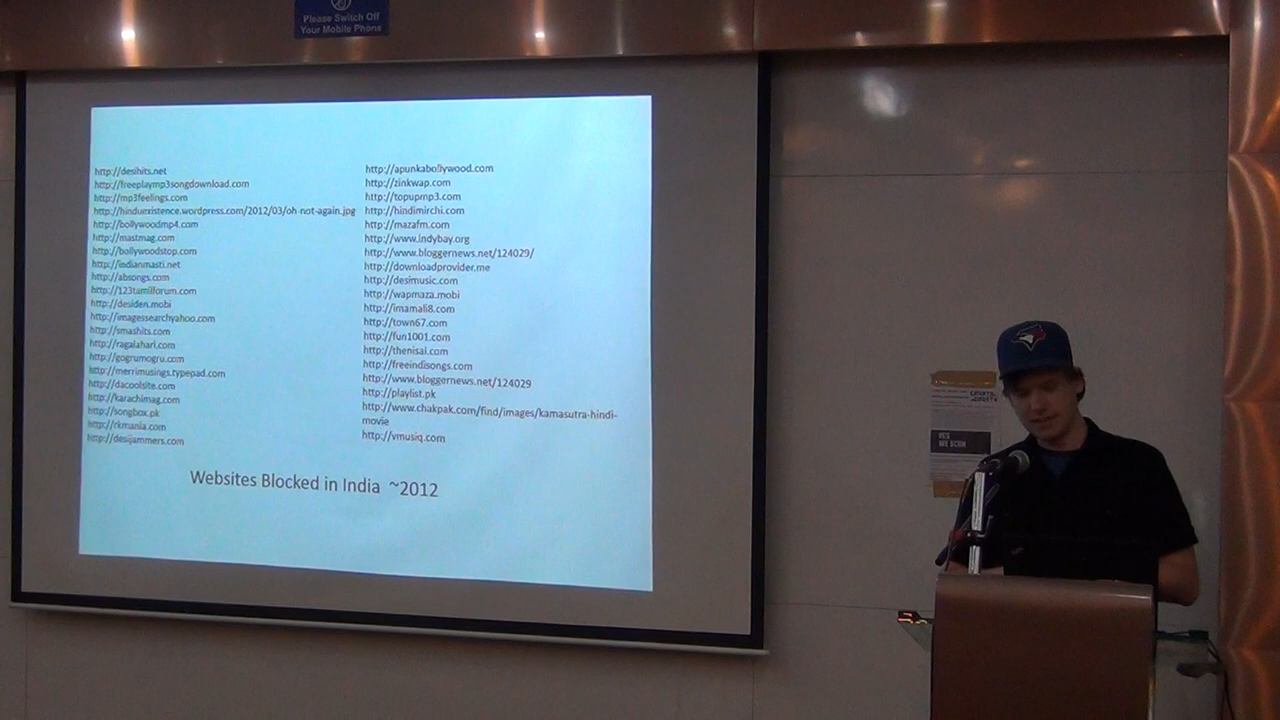 Please Switch Off
Your Mobile Phone
http://desihits.net
http://freeplaymp3songdownload.com
http://mp3feelings.com
http://hinduexistence.wordpress.com/2012/03/oh-not-again.jpg
http://bollywoodmp4.com
http://mastmag.com
http://bollywoodstop.com
http://indianmasti.net
http://absongs.com
http://123tamilforum.com
http://desiden.mobi
http://imagessearchyahoo.com
http://smashits.com
http://ragalahari.com
http://gogrumogru.com
http://merrimusings.typepad.com
http://dacoolsite.com
http://karachimag.com
http://songbox.pk
http://rkmania.com
http://desijammers.com
http://apunkabollywood.com
http://zinkwap.com
http://topupmp3.com
http://hindimirchi.com
http://mazafm.com
http://www.indybay.org
http://www.bloggernews.net/124029/
http://downloadprovider.me
http://desimusic.com
http://wapmaza.mobi
http://imamali8.com
http://town67.com
http://fun1001.com
http://thenisai.com
http://freeindisongs.com
http://www.bloggernews.net/124029
http://playlist.pk
http://www.chakpak.com/find/images/kamasutra-hindi-
movie
http://vmusiq.com
Websites Blocked in India ~2012
YES
WE SCAN